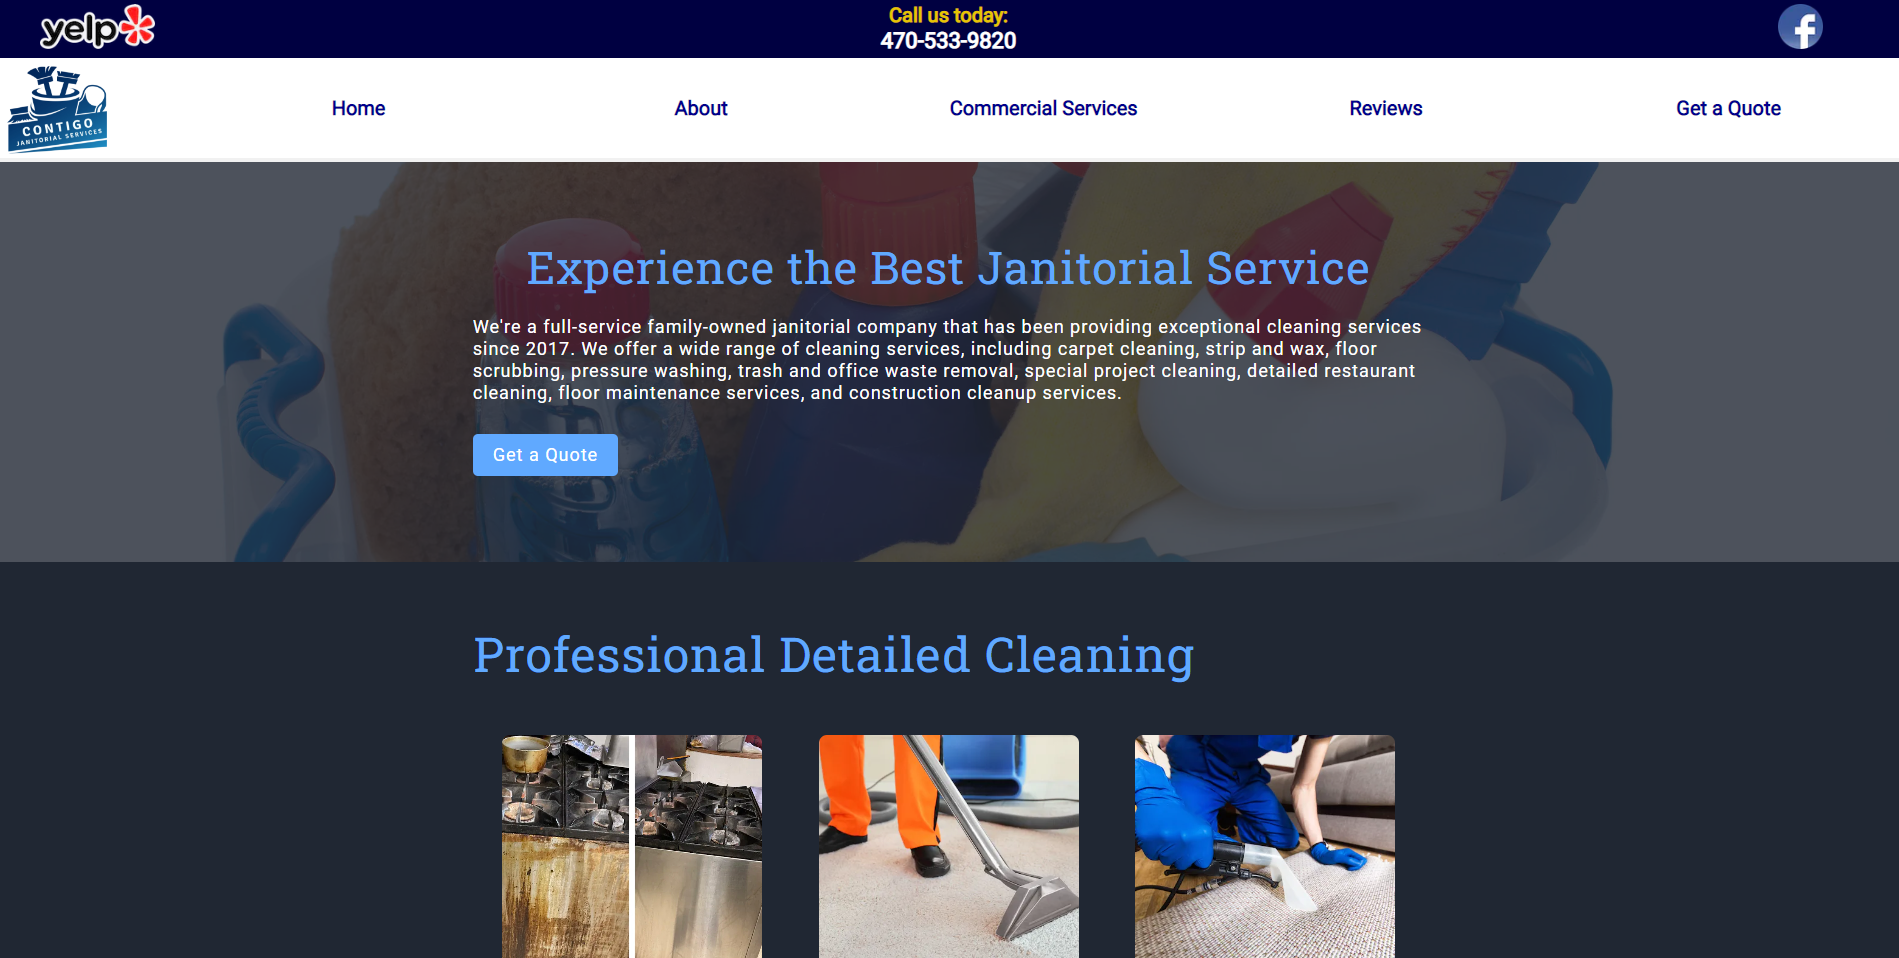 yelp
Call us today:
470-533-9820
f
CONTIGO
JANITORIAL SERVICES
Home
About
Commercial Services
Reviews
Get a Quote
Experience the Best Janitorial Service
We're a full-service family-owned janitorial company that has been providing exceptional cleaning services
since 2017. We offer a wide range of cleaning services, including carpet cleaning, strip and wax, floor
scrubbing, pressure washing, trash and office waste removal, special project cleaning, detailed restaurant
cleaning, floor maintenance services, and construction cleanup services.
Get a Quote
Professional Detailed Cleaning